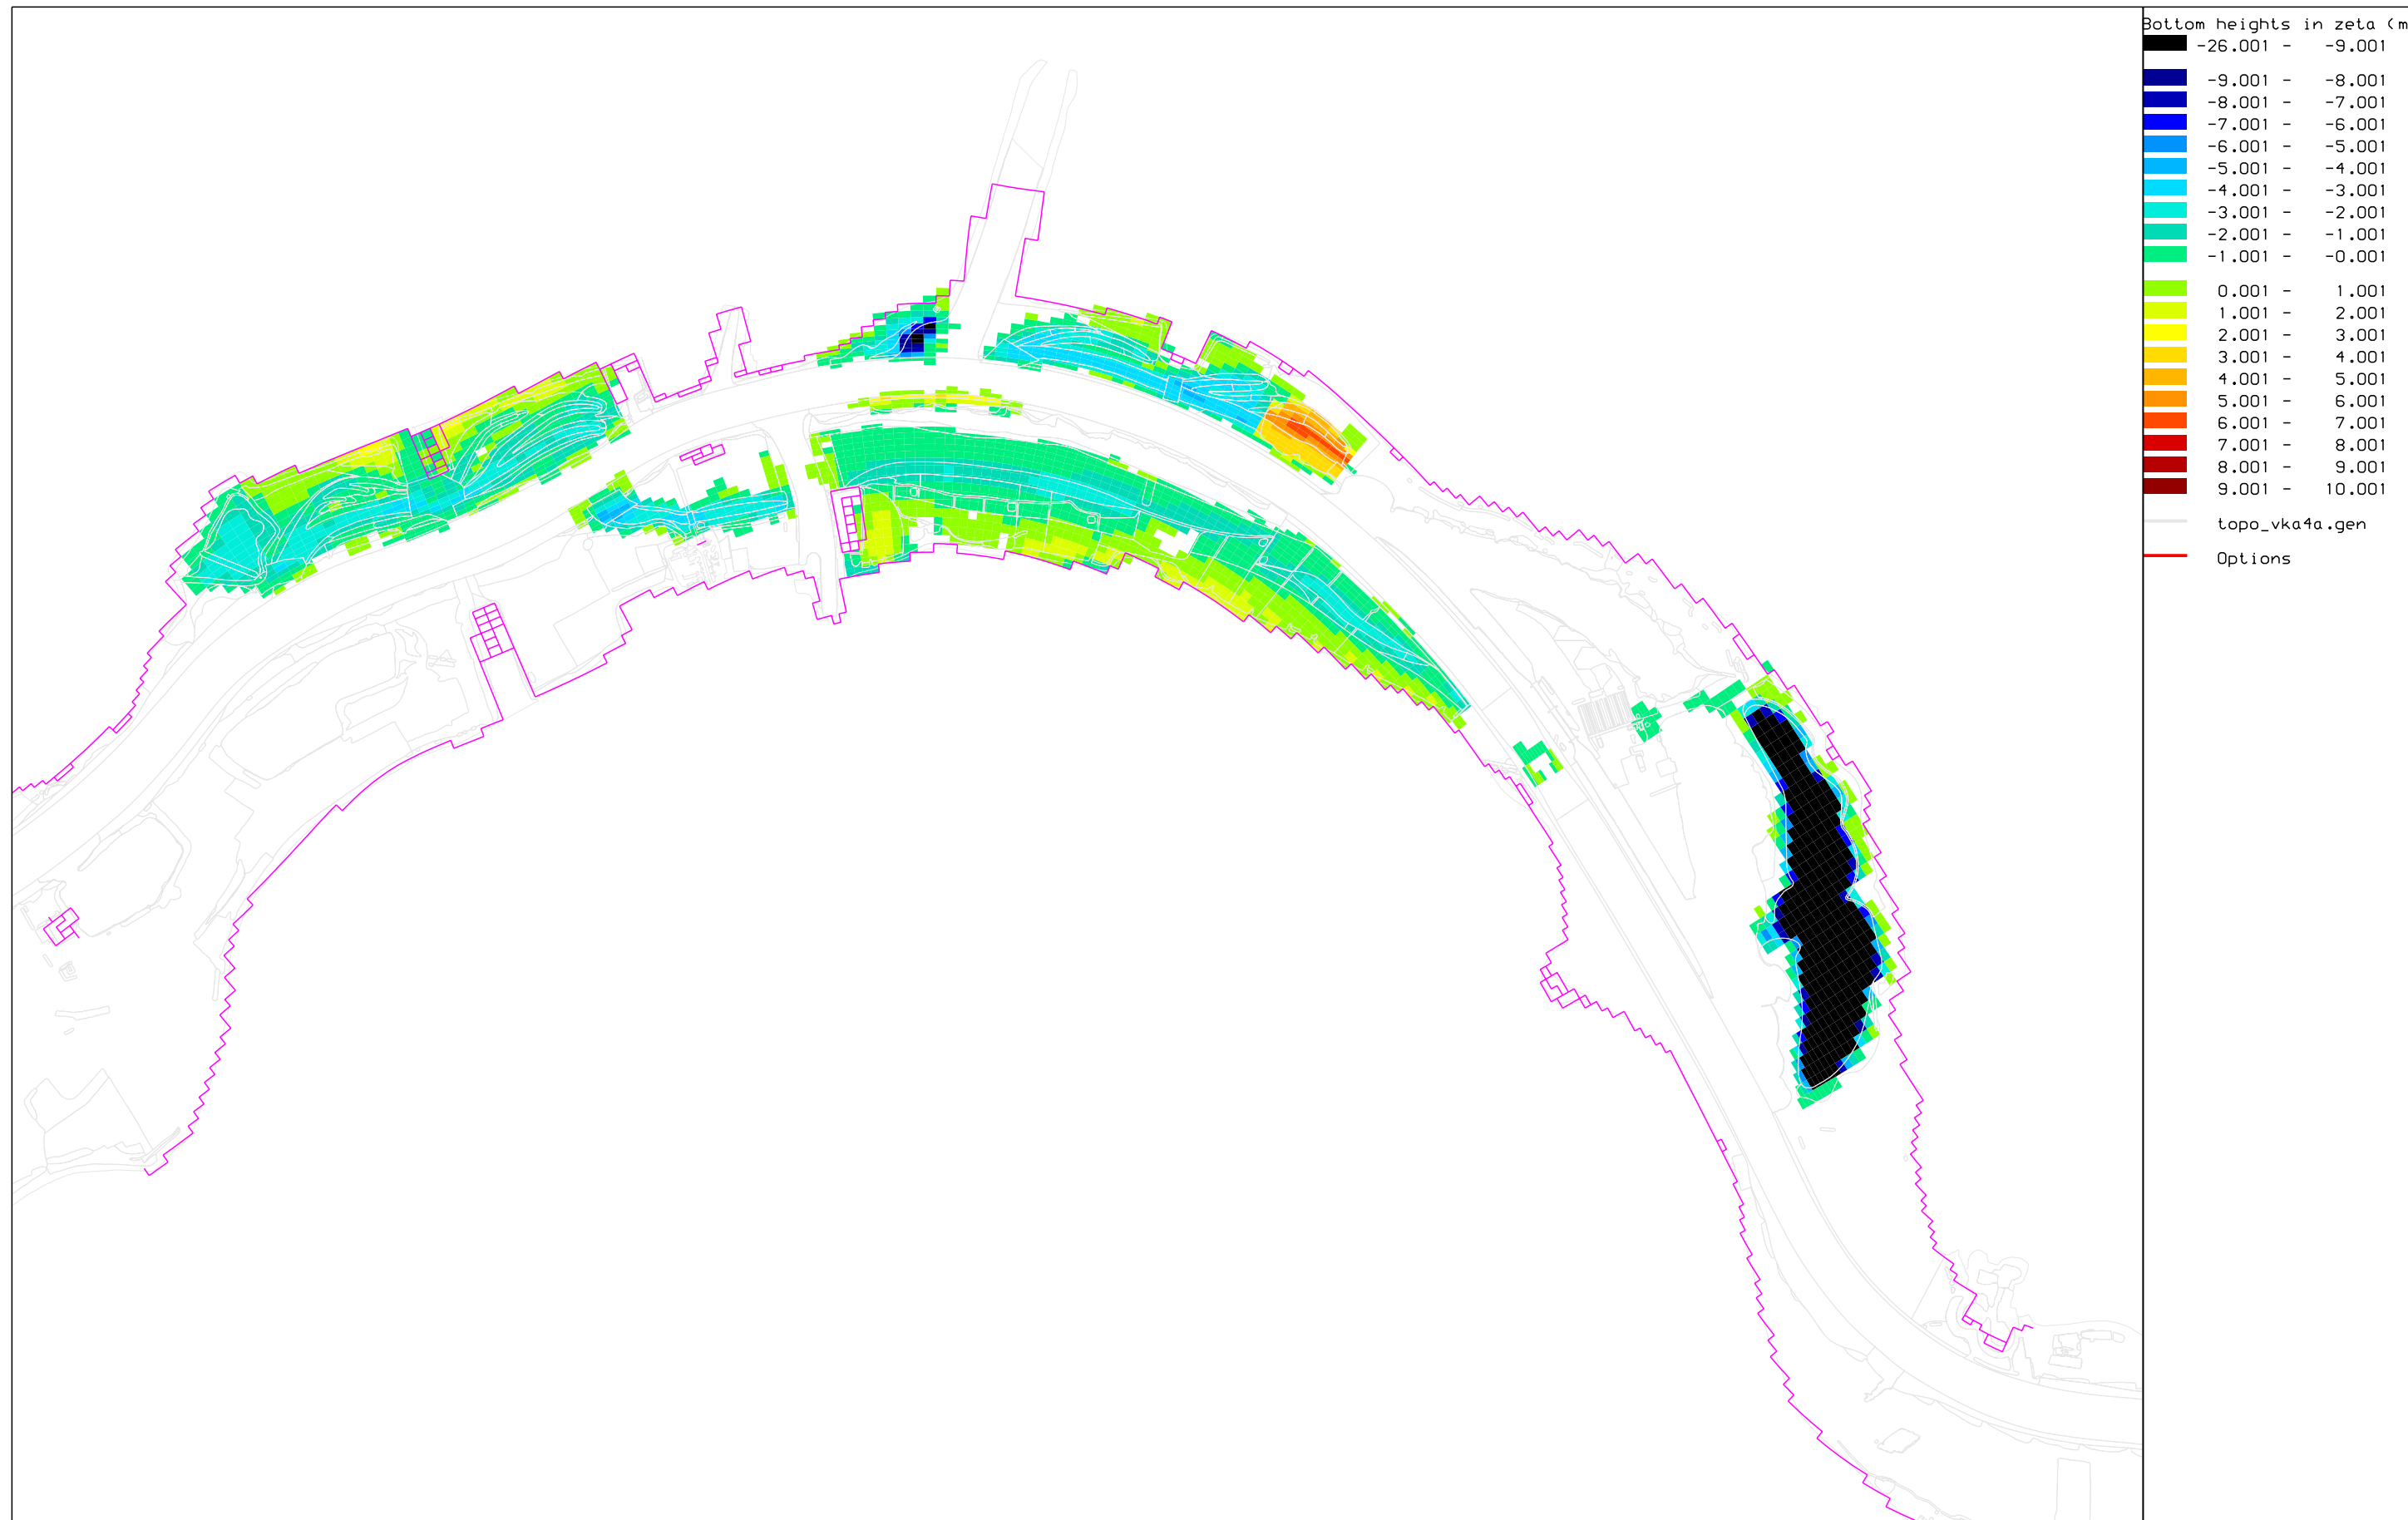 Bottom heights in zeta (m
-26.001 - -9.001
-9.001 - -8.001
-8.001 - -7.001
-7.001 - -6.001
-6.001 - -5.001
-5.001 - -4.001
-4.001 - -3.001
-3.001 - -2.001
-2.001 - -1.001
-1.001 - -0.001
0.001 - 1.001
1.001 - 2.001
2.001 - 3.001
3.001 - 4.001
4.001 - 5.001
5.001 - 6.001
6.001 - 7.001
7.001 - 8.001
8.001 - 9.001
9.001 - 10.001
topo_vka4a.gen
Options